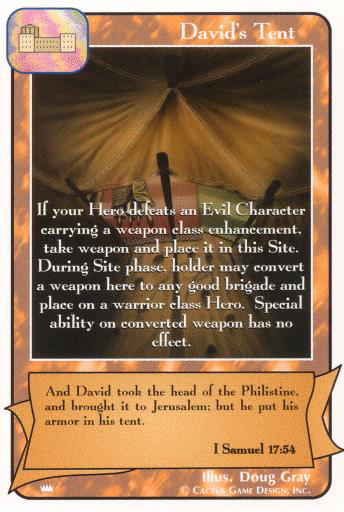 David's Tent
If your Hero defeats an Evil Character
carrying a weapon class enhancement,
take weapon and place it in this Site.
During Site phase, holder may convert
a weapon here to any good brigade and
place on a warrior class Hero. Special
ability on converted weapon has no
effect.
And David took the head of the Philistine,
and brought it to Jerusalem; but he put his
armor in his tent.
I Samuel 17:54
Illus. Doug Gray
© Cactus Game Design, Inc.